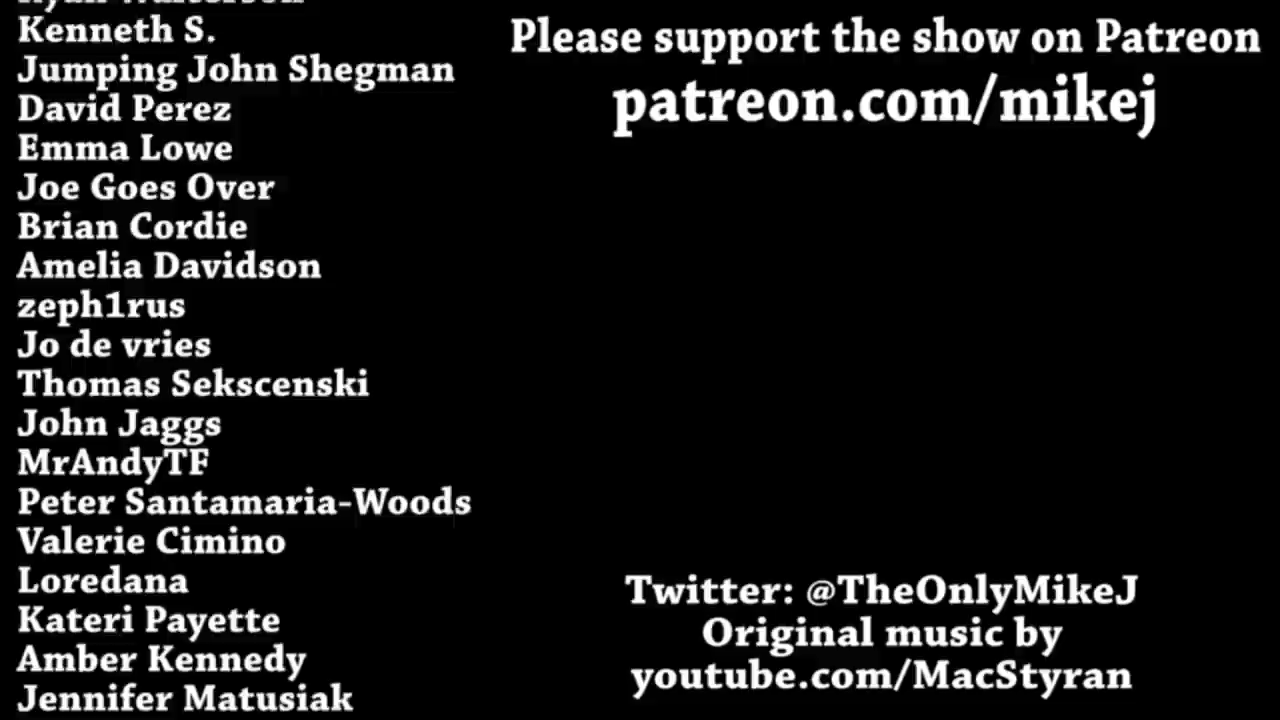 Kenneth S.
Jumping John Shegman
David Perez
Emma Lowe
Joe Goes Over
Brian Cordie
Amelia Davidson
zeph1rus
Jo de vries
Thomas Sekscenski
John Jaggs
MrAndyTF
Peter Santamaria-Woods
Valerie Cimino
Loredana
Kateri Payette
Amber Kennedy
Jennifer Matusiak
Please support the show on Patreon
patreon.com/mikej
Twitter: @TheOnlyMikeJ
Original music by
youtube.com/MacStyran